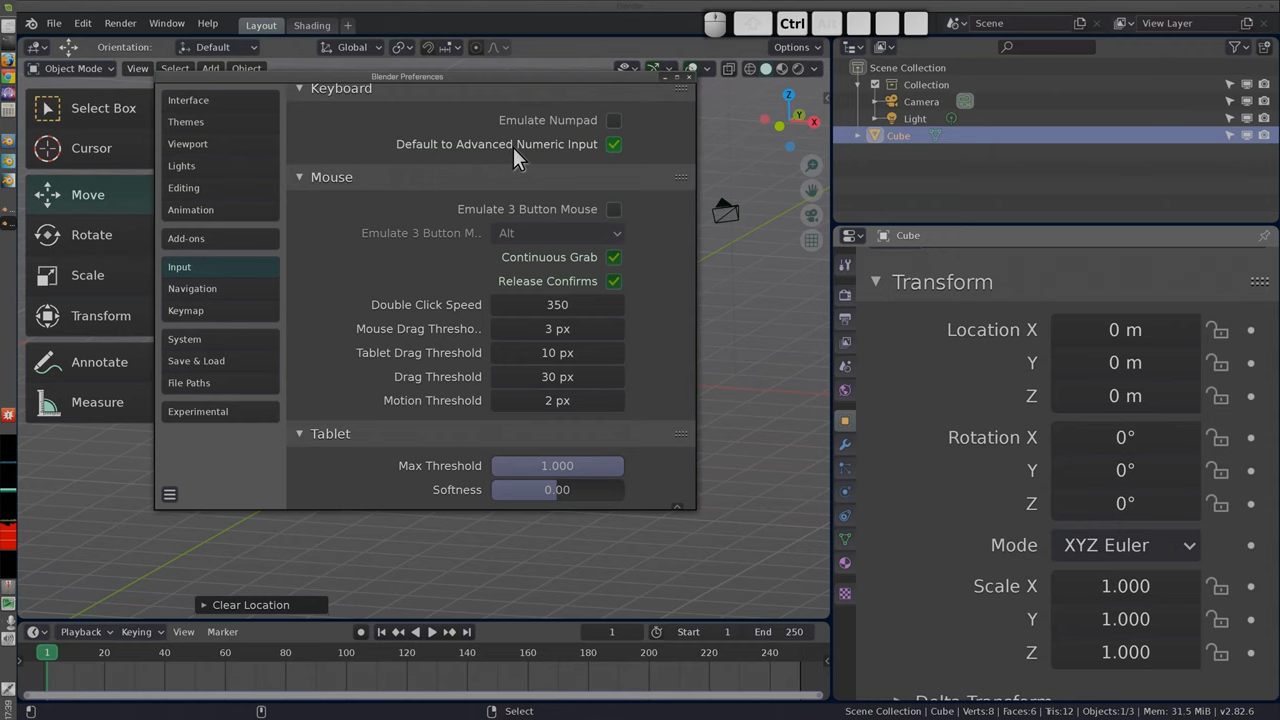 Blender
Ctrl
Alt
File Edit Render Window Help
Layout Shading +
Scene
View Layer
Orientation: Default
Global
Options
Object Mode View Select Add Object
Select Box
Cursor
Move
Rotate
Scale
Transform
Annotate
Measure
Blender Preferences
Interface
Themes
Viewport
Lights
Editing
Animation
Add-ons
Input
Navigation
Keymap
System
Save & Load
File Paths
Experimental
Keyboard
Emulate Numpad
Default to Advanced Numeric Input
Mouse
Emulate 3 Button Mouse
Emulate 3 Button M.. Alt
Continuous Grab
Release Confirms
Double Click Speed 350
Mouse Drag Thresho.. 3 px
Tablet Drag Threshold 10 px
Drag Threshold 30 px
Motion Threshold 2 px
Tablet
Max Threshold 1.000
Softness 0.00
Z
Y
X
Scene Collection
Collection
Camera
Light
Cube
Cube
Transform
Location X 0 m
Y 0 m
Z 0 m
Rotation X 0°
Y 0°
Z 0°
Mode XYZ Euler
Scale X 1.000
Y 1.000
Z 1.000
Delta Transform
Clear Location
Playback Keying View Marker
1 Start 1 End 250
1 20 40 60 80 100 120 140 160 180 200 220 240
17:39
Select
Scene Collection | Cube | Verts:8 | Faces:6 | Tris:12 | Objects:1/3 | Mem: 31.5 MiB | v2.82.6